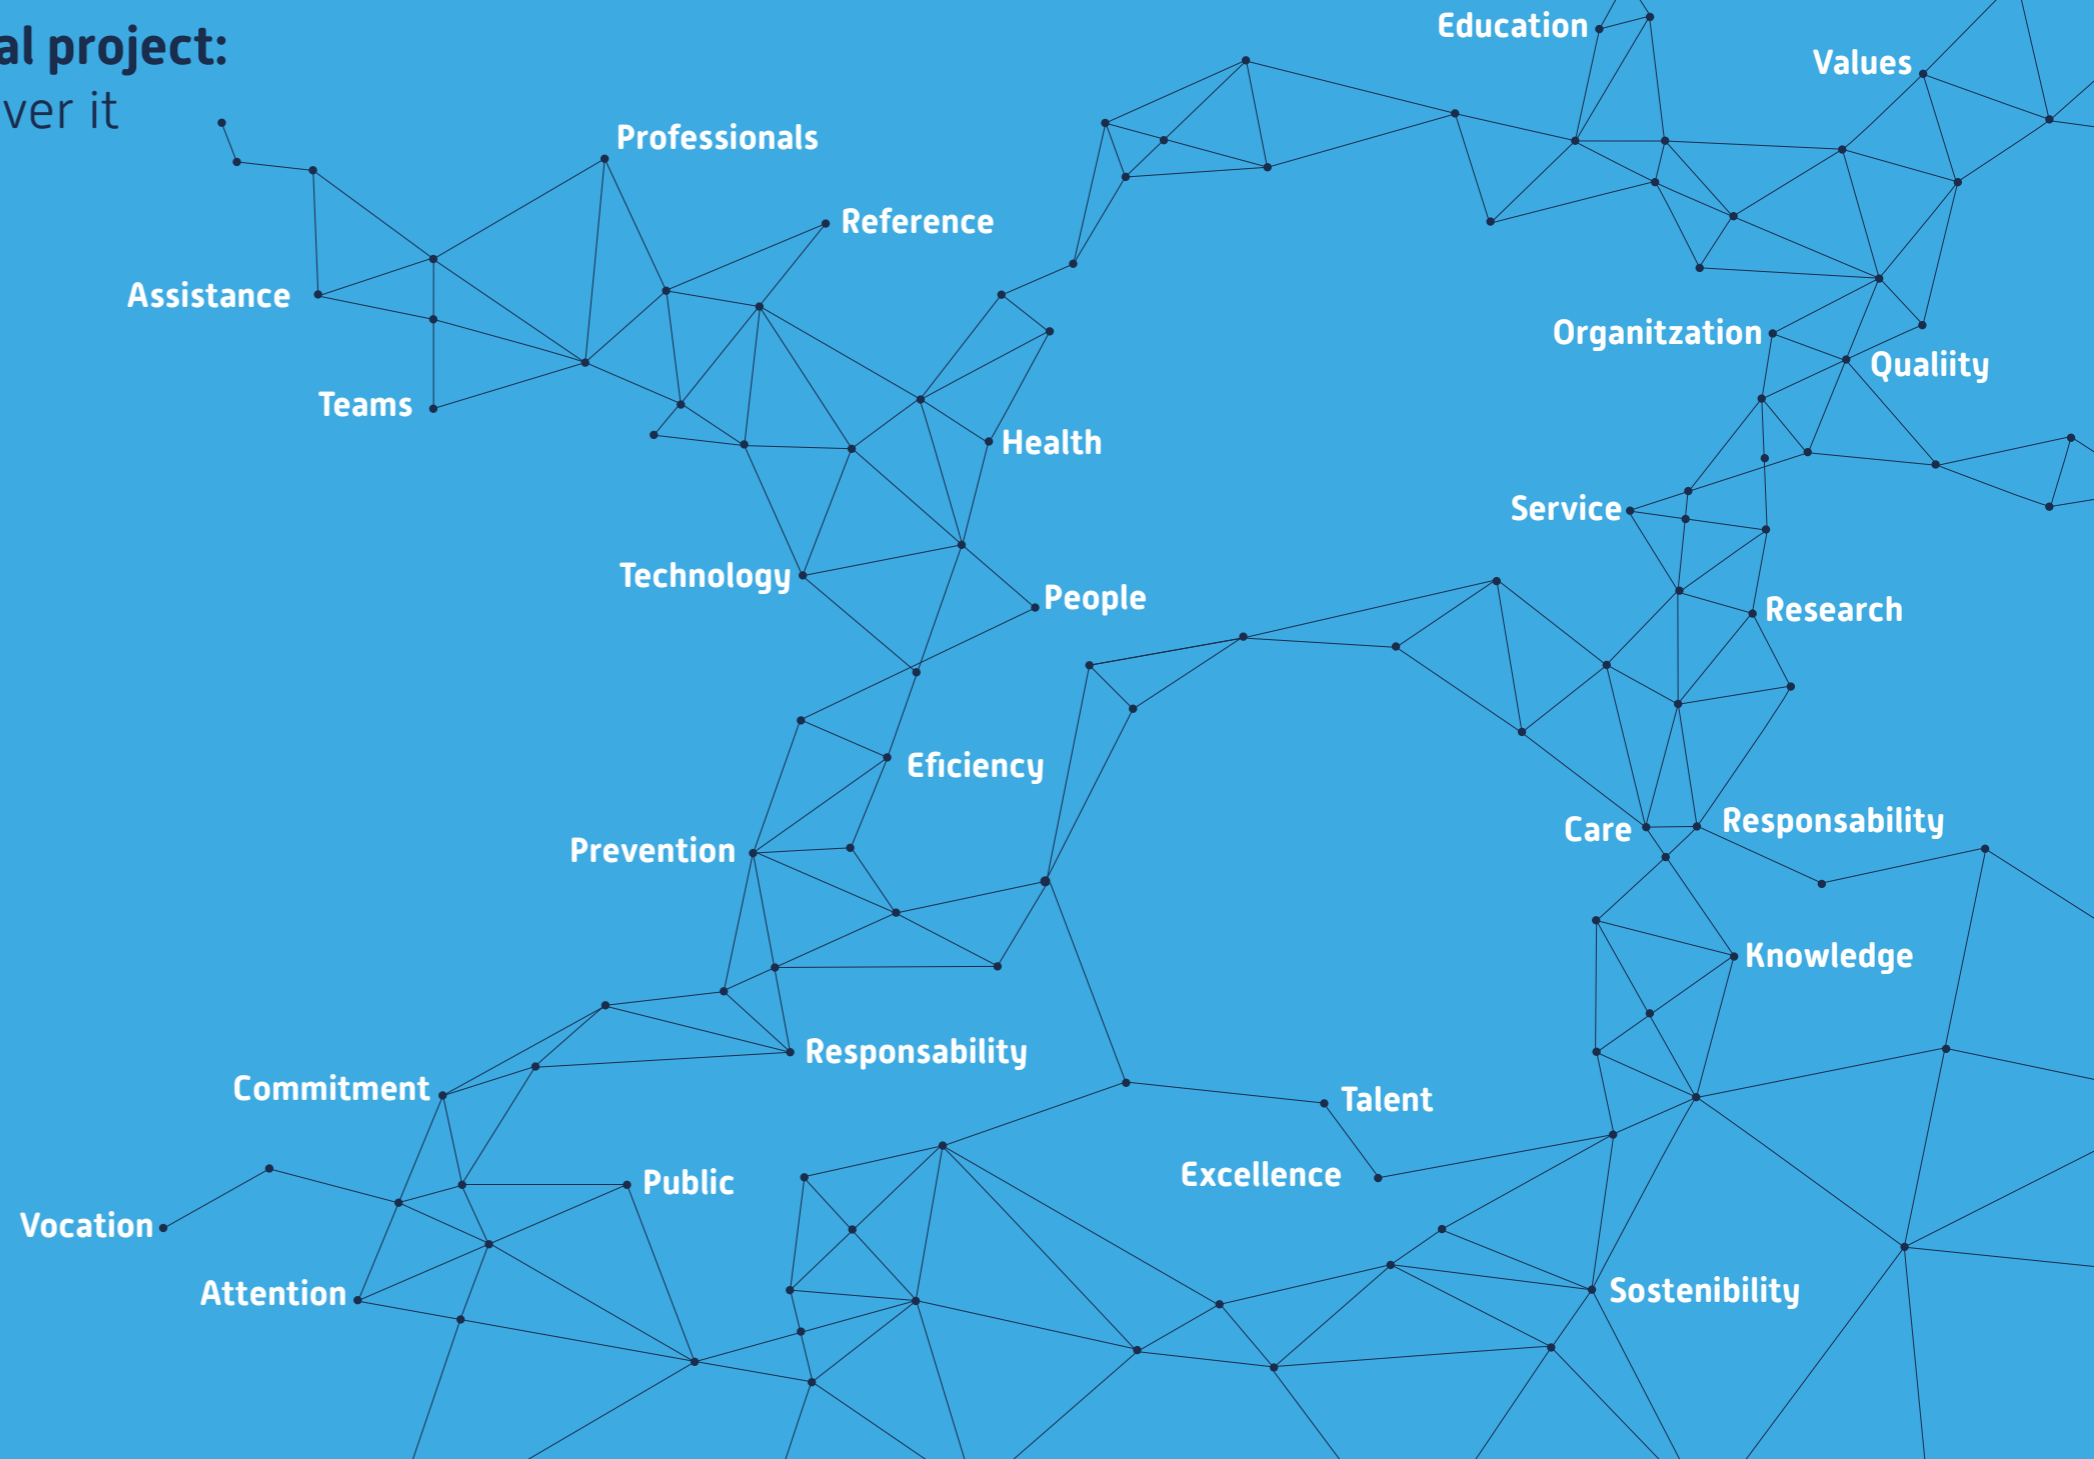 al project:
ver it
Education
Values
Professionals
Reference
Assistance
Organitzation
Qualiity
Teams
Health
Service
Technology
People
Research
Eficiency
Care
Responsability
Prevention
Knowledge
Responsability
Commitment
Talent
Excellence
Public
Vocation
Attention
Sostenibility